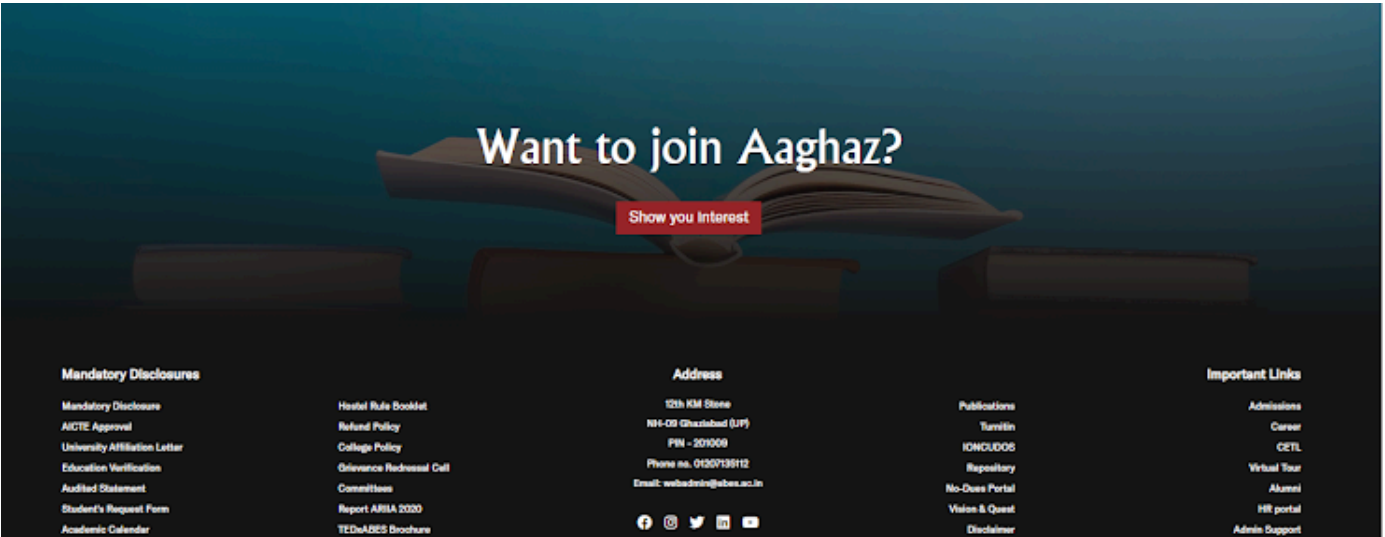 Want to join Aaghaz?
Show you Interest
Mandatory Disclosures
Mandatory Disclosure
AICTE Approval
University Affiliation Letter
Education Verification
Audited Statement
Student's Request Form
Academic Calendar
Hostel Rule Booklet
Refund Policy
College Policy
Grievance Redressal Cell
Committees
Report ARIIA 2020
TEDxABES Brochure
Address
12th KM Stone
NH-09 Ghaziabad (UP)
PIN - 201009
Phone no. 01207135112
Email: webadmin@abes.ac.in
Publications
Turnitin
IONCUDOS
Repository
No-Dues Portal
Vision & Quest
Disclaimer
Important Links
Admissions
Career
CETL
Virtual Tour
Alumni
HR portal
Admin Support